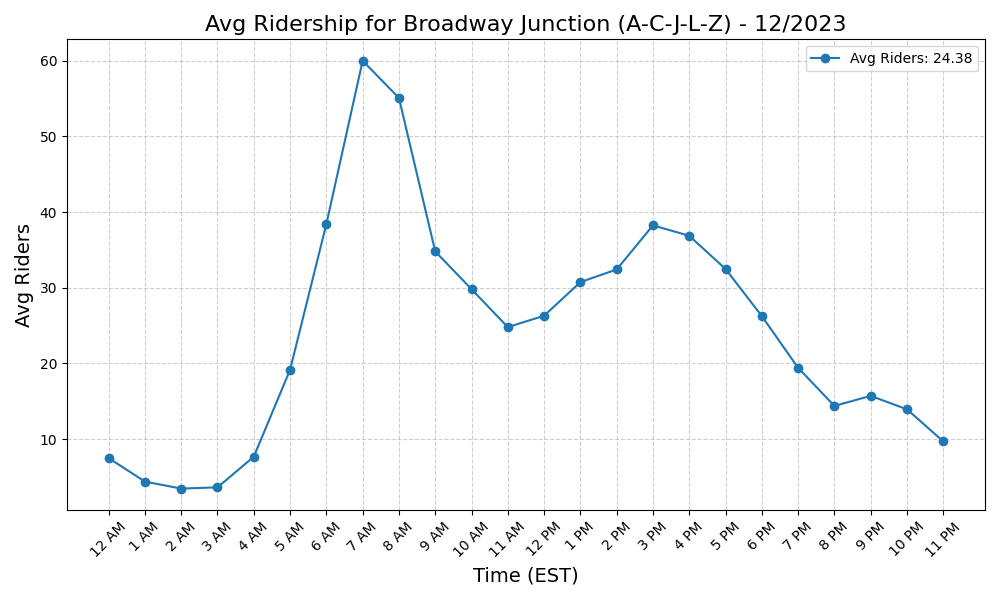 Avg Ridership for Broadway Junction (A-C-J-L-Z) - 12/2023
Avg Riders: 24.38
Avg Riders
60
50
40
30
20
10
12 AM
1 AM
2 AM
3 AM
4 AM
5 AM
6 AM
7 AM
8 AM
9 AM
10 AM
11 AM
12 PM
1 PM
2 PM
3 PM
4 PM
5 PM
6 PM
7 PM
8 PM
9 PM
10 PM
11 PM
Time (EST)